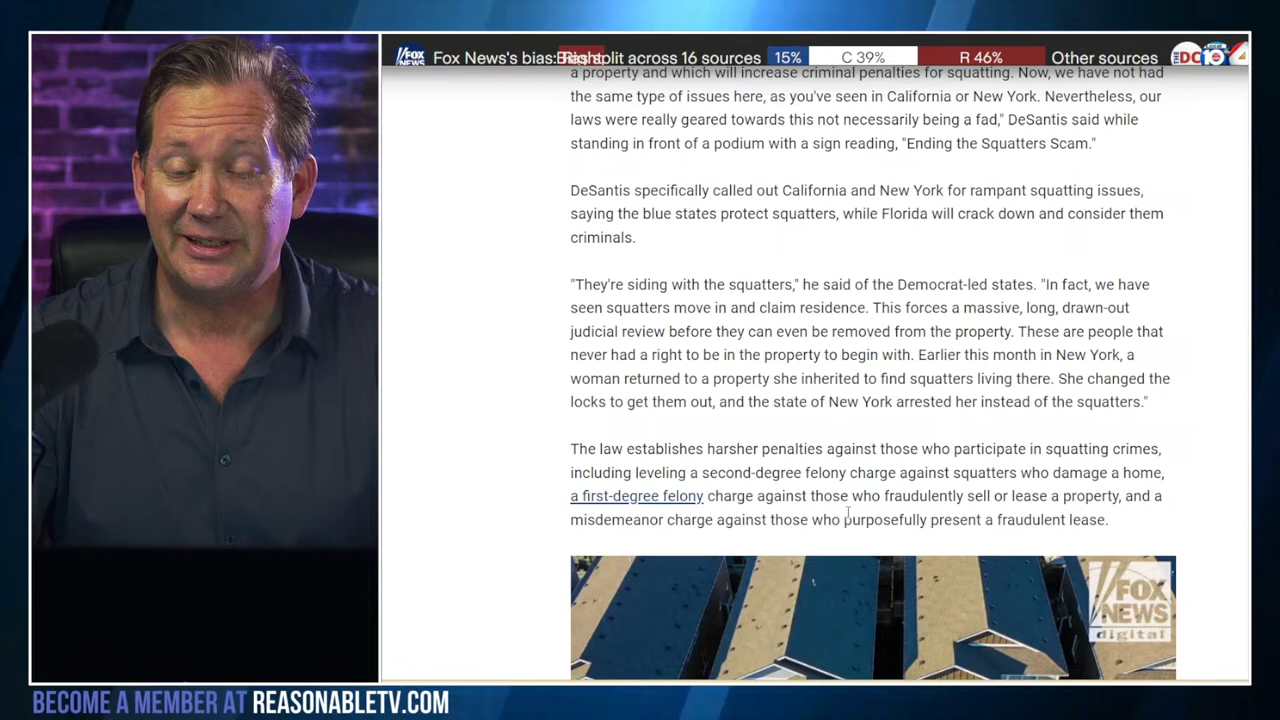 FOX
NEWS
Fox News's bias: Right
Bias split across 16 sources
15%
C 39%
R 46%
Other sources
a property and which will increase criminal penalties for squatting. Now, we have not had
the same type of issues here, as you've seen in California or New York. Nevertheless, our
laws were really geared towards this not necessarily being a fad," DeSantis said while
standing in front of a podium with a sign reading, "Ending the Squatters Scam."
DeSantis specifically called out California and New York for rampant squatting issues,
saying the blue states protect squatters, while Florida will crack down and consider them
criminals.
"They're siding with the squatters," he said of the Democrat-led states. "In fact, we have
seen squatters move in and claim residence. This forces a massive, long, drawn-out
judicial review before they can even be removed from the property. These are people that
never had a right to be in the property to begin with. Earlier this month in New York, a
woman returned to a property she inherited to find squatters living there. She changed the
locks to get them out, and the state of New York arrested her instead of the squatters."
The law establishes harsher penalties against those who participate in squatting crimes,
including leveling a second-degree felony charge against squatters who damage a home,
a first-degree felony charge against those who fraudulently sell or lease a property, and a
misdemeanor charge against those who purposefully present a fraudulent lease.
FOX
NEWS
digital
BECOME A MEMBER AT REASONABLETV.COM